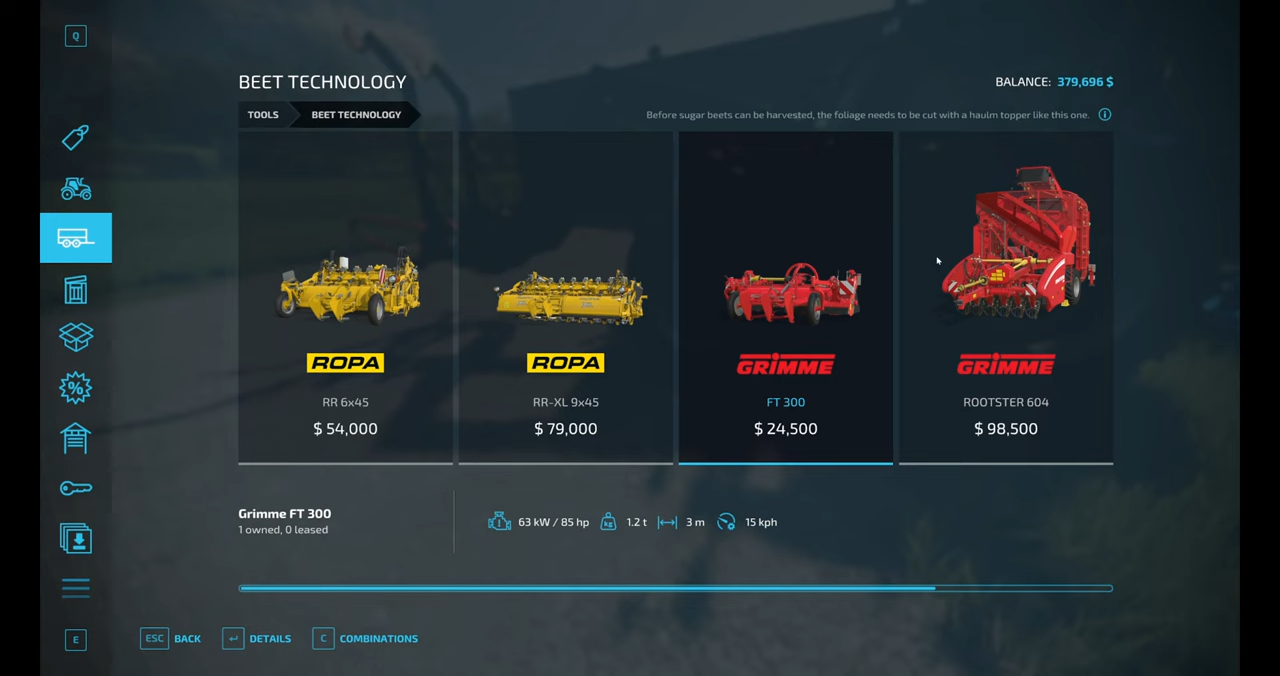 Q
BEET TECHNOLOGY
BALANCE: 379,696 $
TOOLS
BEET TECHNOLOGY
Before sugar beets can be harvested, the foliage needs to be cut with a haulm topper like this one.
ROPA
ROPA
GRIMME
GRIMME
RR 6x45
RR-XL 9x45
FT 300
ROOTSTER 604
$ 54,000
$ 79,000
$ 24,500
$ 98,500
Grimme FT 300
1 owned, 0 leased
63 kW / 85 hp
kg
1.2 t
3 m
15 kph
E
ESC BACK
↵ DETAILS
C COMBINATIONS